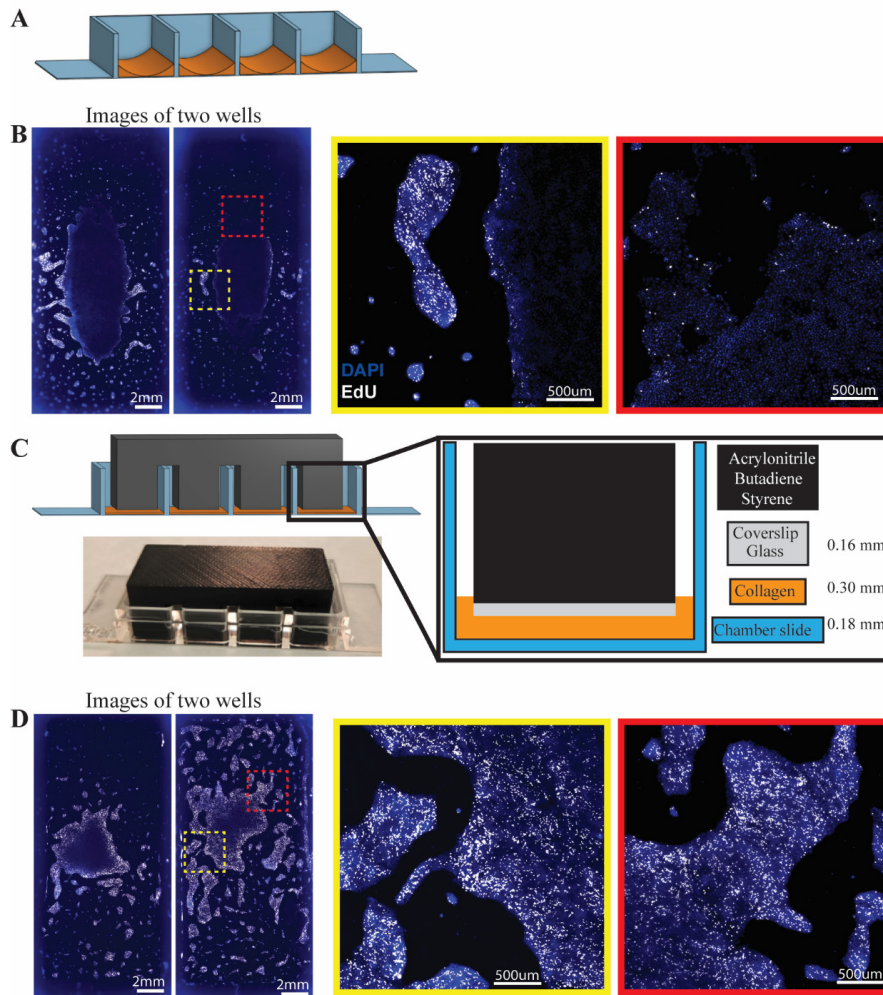 A
Images of two wells
B
2mm
2mm
DAPI
EdU
500um
500um
C
Acrylonitrile
Butadiene
Styrene
Coverslip
Glass
0.16 mm
Collagen
0.30 mm
Chamber slide
0.18 mm
Images of two wells
D
2mm
2mm
500um
500um